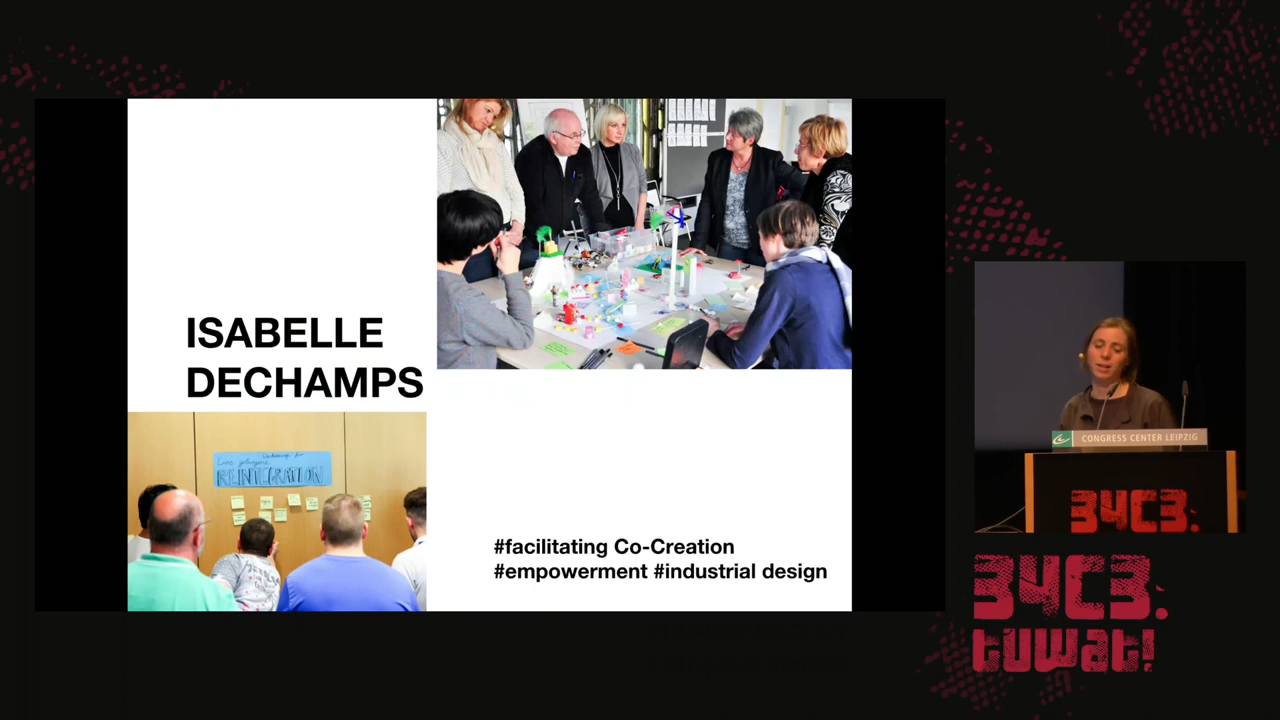 ISABELLE
DECHAMPS
REINTEGRATION
#facilitating Co-Creation
#empowerment #industrial design
CONGRESS CENTER LEIPZIG
34C3.
34C3.
tuwat!